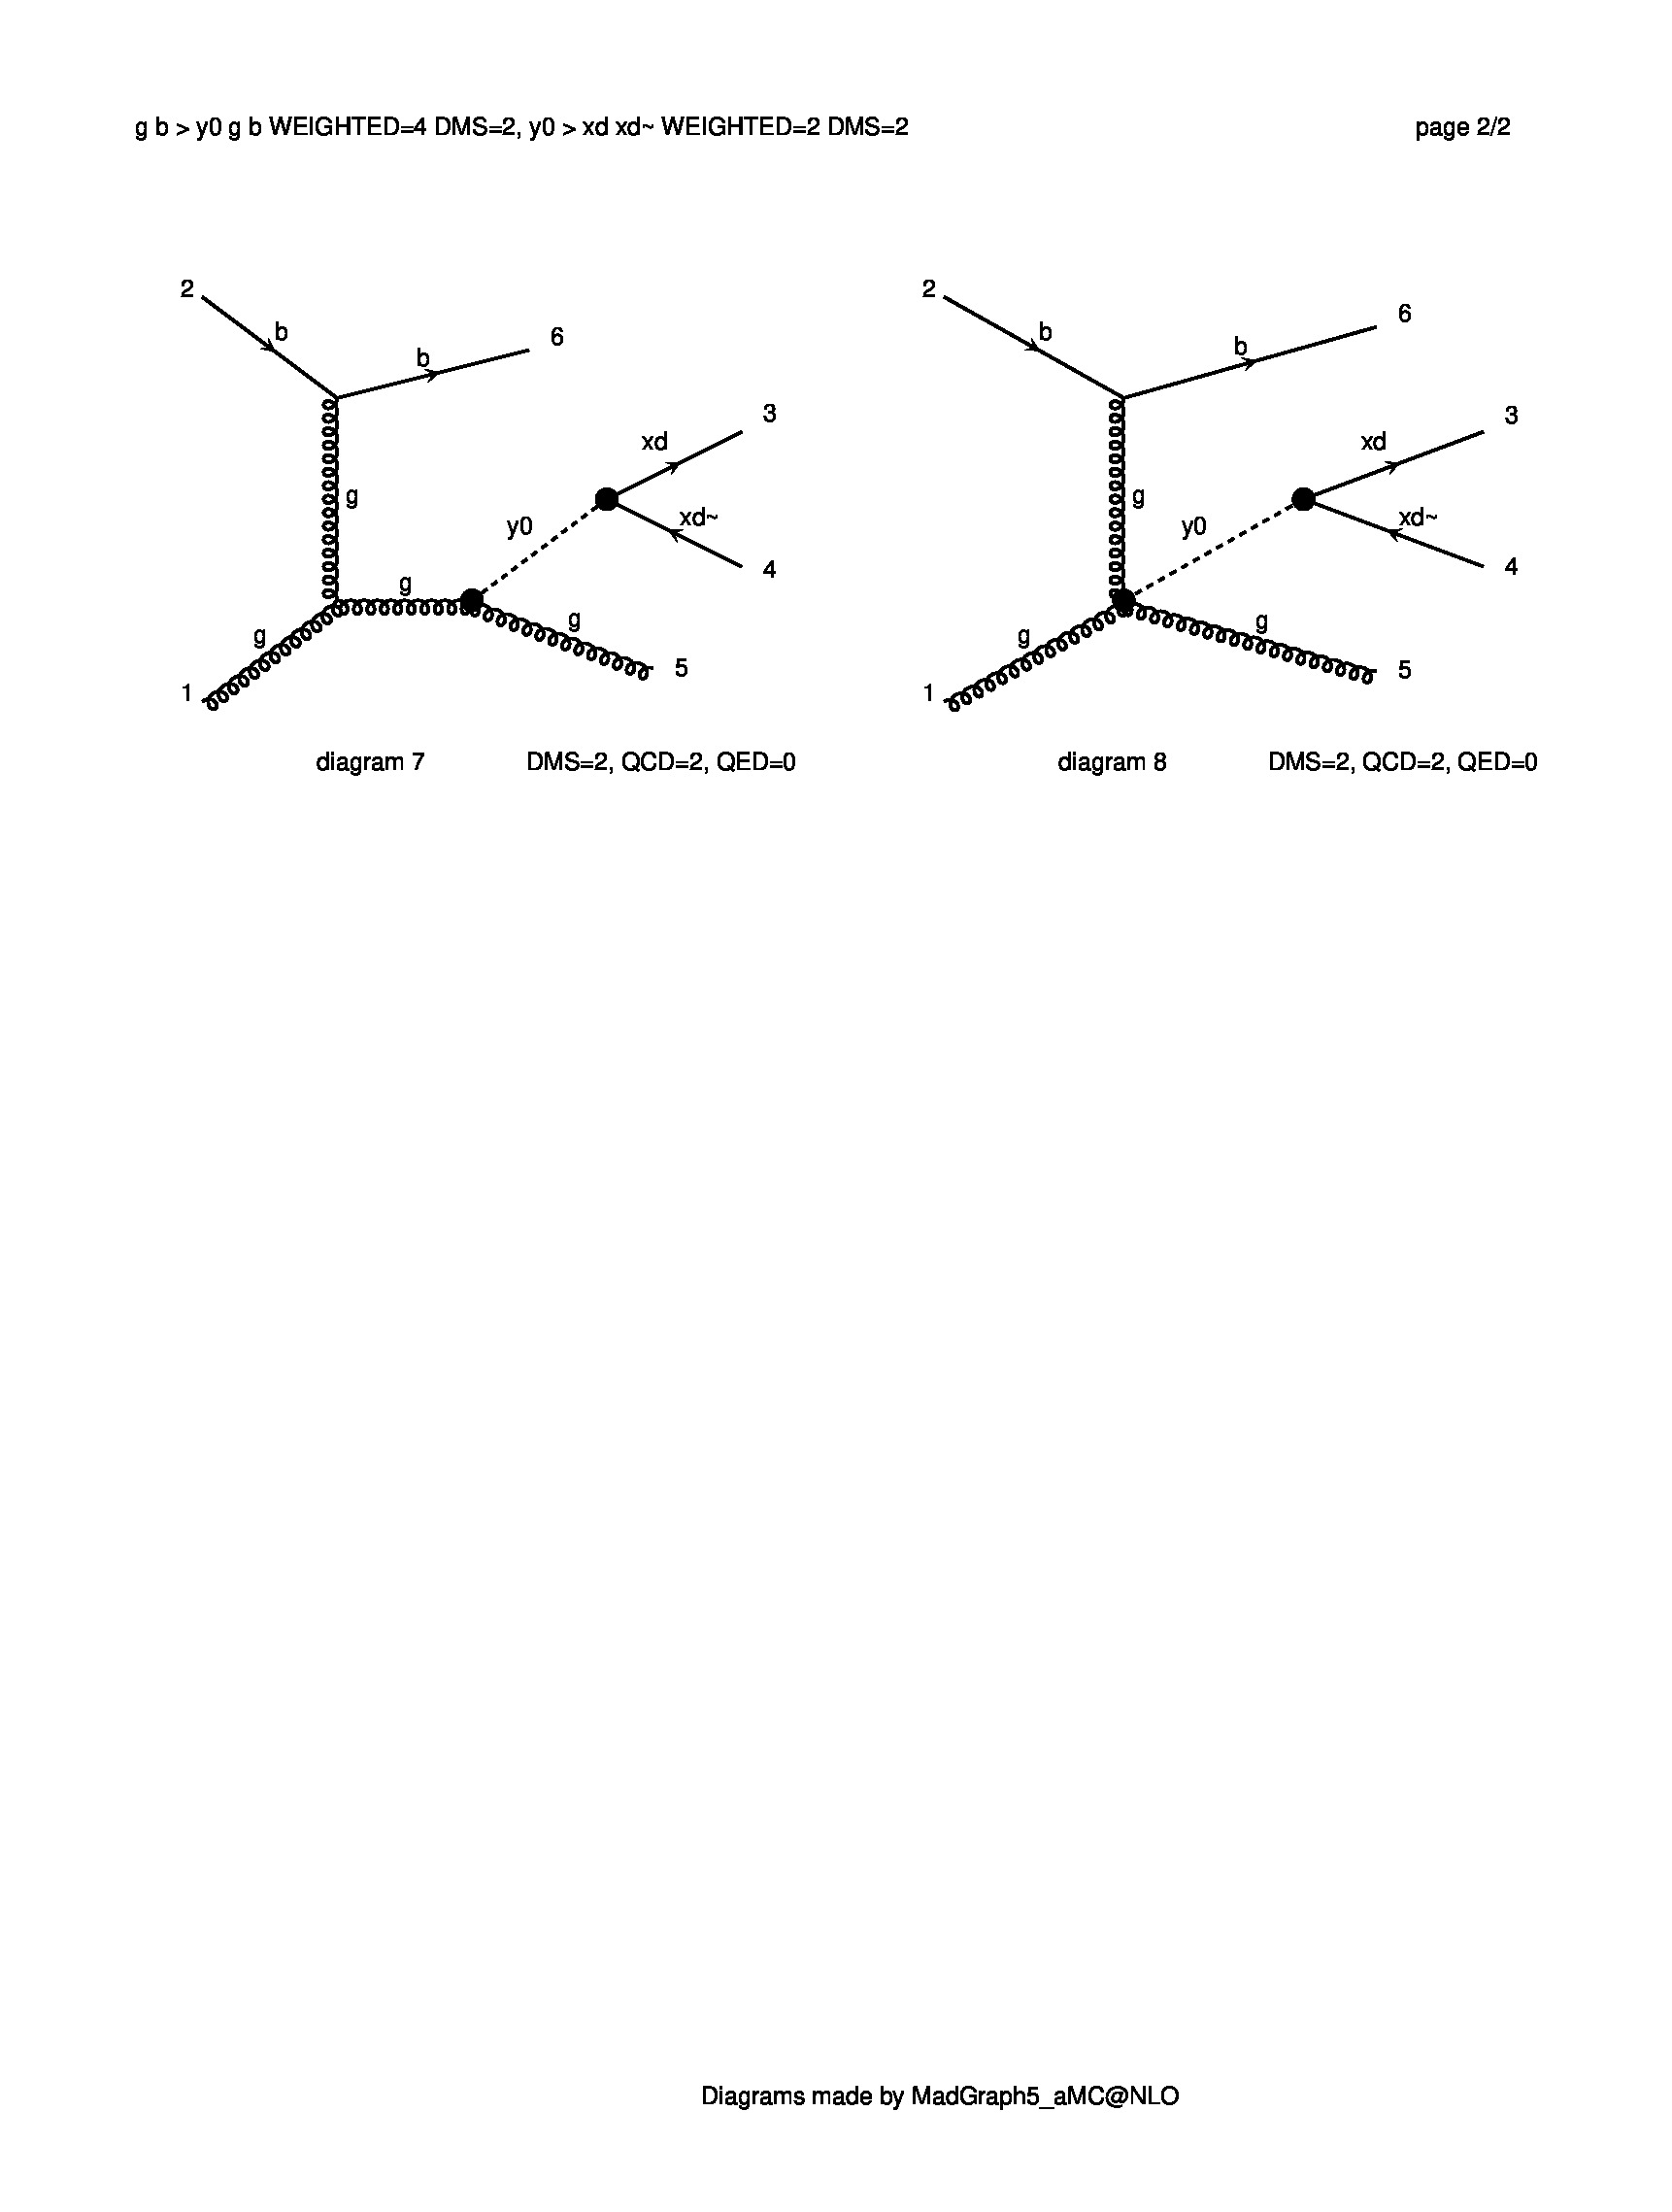 g b > y0 g b WEIGHTED=4 DMS=2, y0 > xd xd~ WEIGHTED=2 DMS=2 page 2/2
2
b
b
6
g
y0
xd
3
xd~
4
g
g
g
1
5
diagram 7 DMS=2, QCD=2, QED=0
2
b
b
6
g
y0
xd
3
xd~
4
g
g
1
5
diagram 8 DMS=2, QCD=2, QED=0
Diagrams made by MadGraph5_aMC@NLO